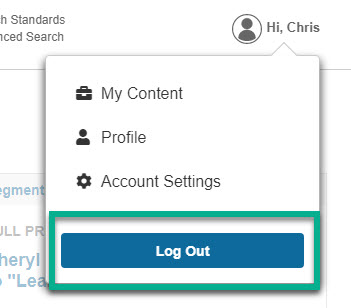 h Standards
Hi, Chris
nced Search
My Content
Profile
Account Settings
egment
ULL PR
heryl
"Lea
Log Out